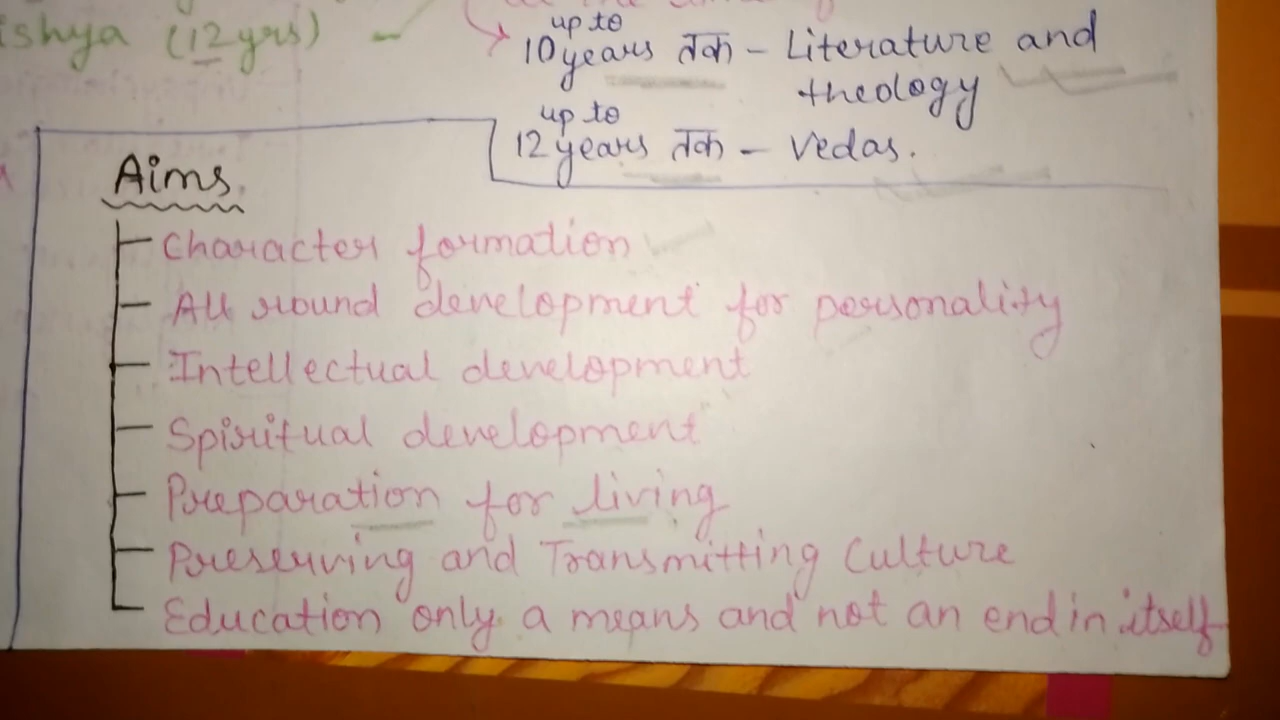 ishya (12yrs) -
up to
10 years तक - Literature and
theology
up to
12 years तक - Vedas.
Aims.
Character formation
All round development for personality
Intellectual development
Spiritual development
Preparation for living
Preserving and Transmitting Culture
Education only a means and not an end in itself